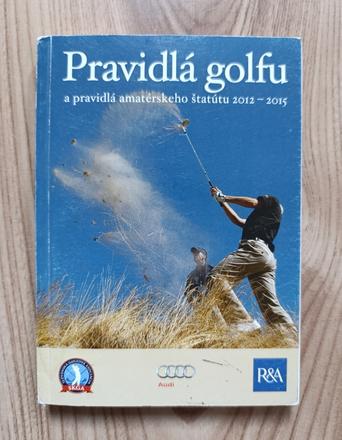 Pravidlá golfu
a pravidlá amatérskeho štatútu 2012 – 2015
Audi
R&A